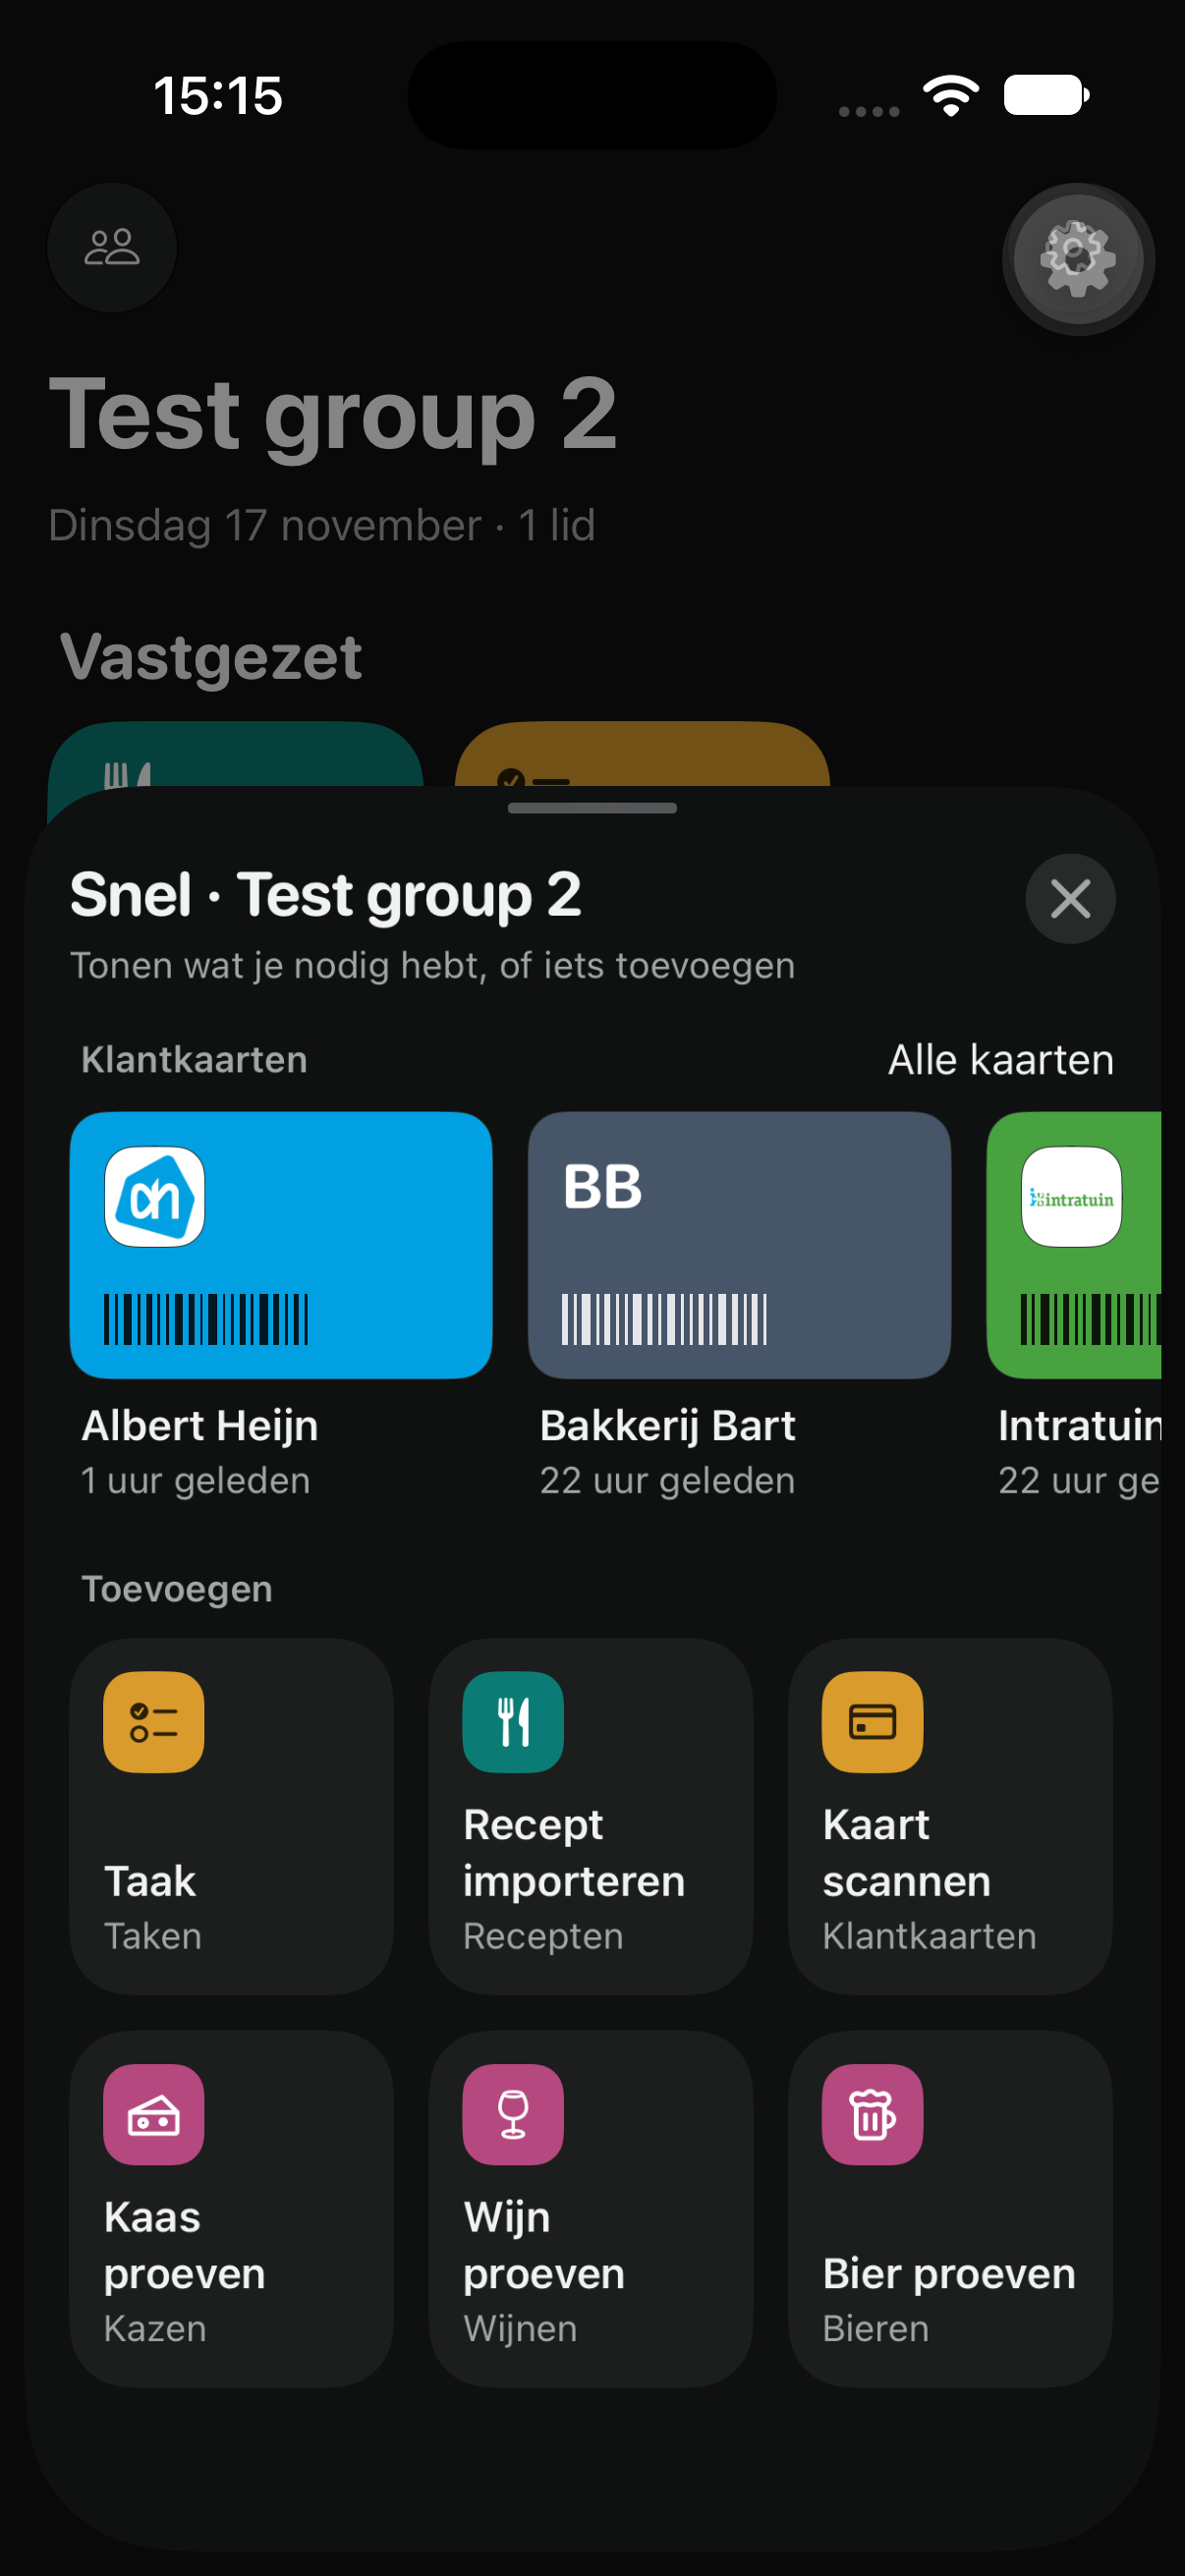 15:15
Test group 2
Dinsdag 17 november · 1 lid
Vastgezet
Snel · Test group 2
Tonen wat je nodig hebt, of iets toevoegen
Klantkaarten
Alle kaarten
BB
intratuin
Albert Heijn
Bakkerij Bart
Intratuin
1 uur geleden
22 uur geleden
22 uur ge
Toevoegen
Taak
Taken
Recept
importeren
Recepten
Kaart
scannen
Klantkaarten
Kaas
proeven
Kazen
Wijn
proeven
Wijnen
Bier proeven
Bieren